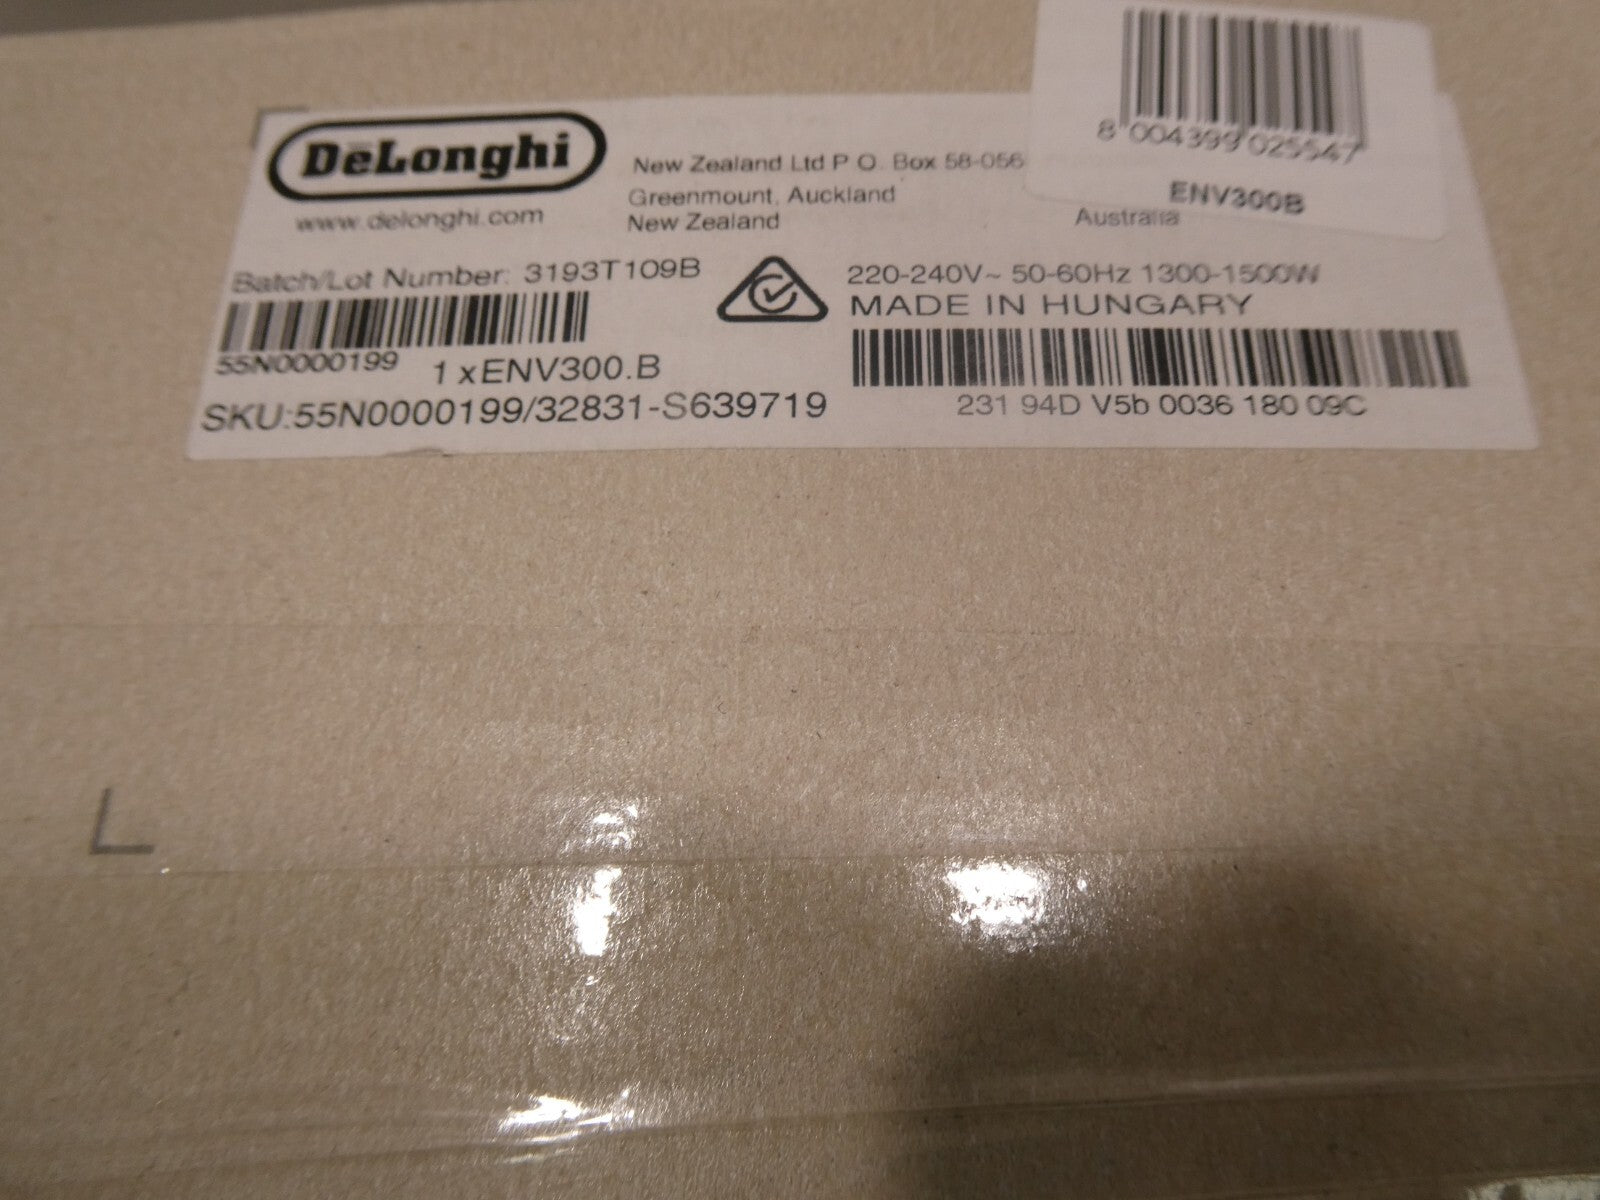 8 004399 025547
ENV300B
DeLonghi
www.delonghi.com
New Zealand Ltd P O. Box 58-056
Greenmount, Auckland
New Zealand
Australia
Batch/Lot Number: 3193T109B
220-240V~ 50-60Hz 1300-1500W
MADE IN HUNGARY
55N0000199
1 xENV300.B
SKU:55N0000199/32831-S639719
231 94D V5b 0036 180 09C
L